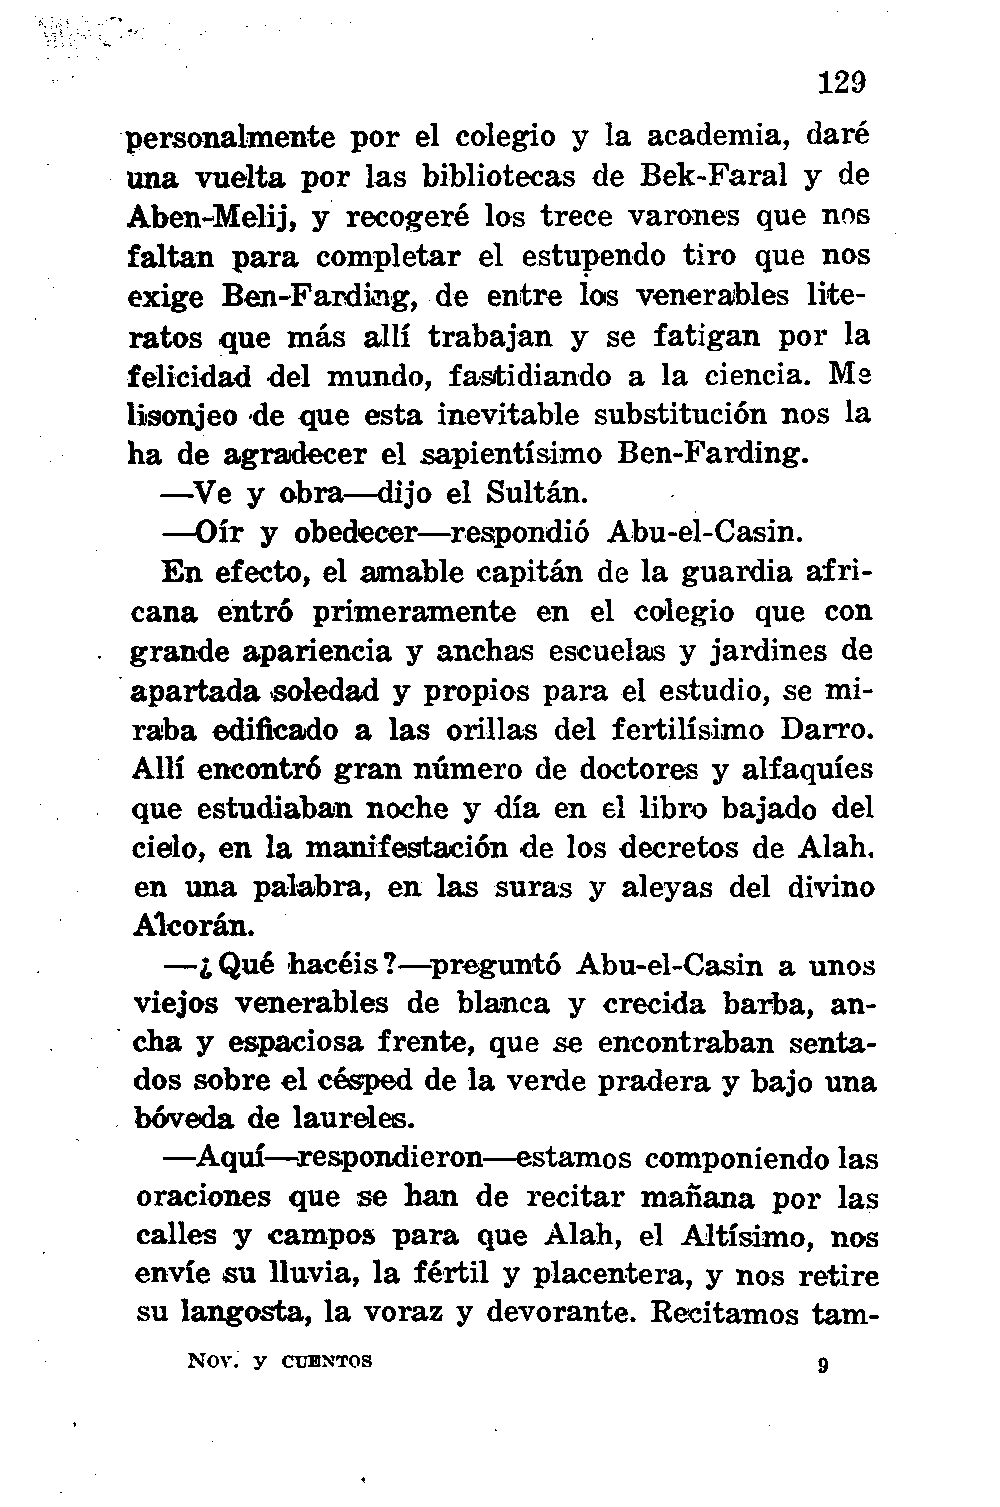 129
personalmente por el colegio y la academia, daré
una vuelta por las bibliotecas de Bek-Faral y de
Aben-Melij, y recogeré los trece varones que nos
faltan para completar el estupendo tiro que nos
exige Ben-Farding, de entre los venerables lite-
ratos que más allí trabajan y se fatigan por la
felicidad del mundo, fastidiando a la ciencia. Me
lisonjeo de que esta inevitable substitución nos la
ha de agradecer el sapientísimo Ben-Farding.
—Ve y obra—dijo el Sultán.
—Oír y obedecer—respondió Abu-el-Casin.
En efecto, el amable capitán de la guardia afri-
cana entró primeramente en el colegio que con
grande apariencia y anchas escuelas y jardines de
apartada soledad y propios para el estudio, se mi-
raba edificado a las orillas del fertilísimo Darro.
Allí encontró gran número de doctores y alfaquíes
que estudiaban noche y día en el libro bajado del
cielo, en la manifestación de los decretos de Alah,
en una palabra, en las suras y aleyas del divino
Alcorán.
—¿Qué hacéis?—preguntó Abu-el-Casin a unos
viejos venerables de blanca y crecida barba, an-
cha y espaciosa frente, que se encontraban senta-
dos sobre el césped de la verde pradera y bajo una
bóveda de laureles.
—Aquí—respondieron—estamos componiendo las
oraciones que se han de recitar mañana por las
calles y campos para que Alah, el Altísimo, nos
envíe su lluvia, la fértil y placentera, y nos retire
su langosta, la voraz y devorante. Recitamos tam-
Nov. y CUENTOS 9